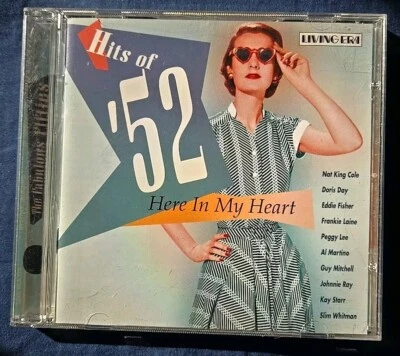 Hits of
'52
LIVING ERA
Here In My Heart
Nat King Cole
Doris Day
Eddie Fisher
Frankie Laine
Peggy Lee
Al Martino
Guy Mitchell
Johnnie Ray
Kay Starr
Slim Whitman
The Fabulous Fifties